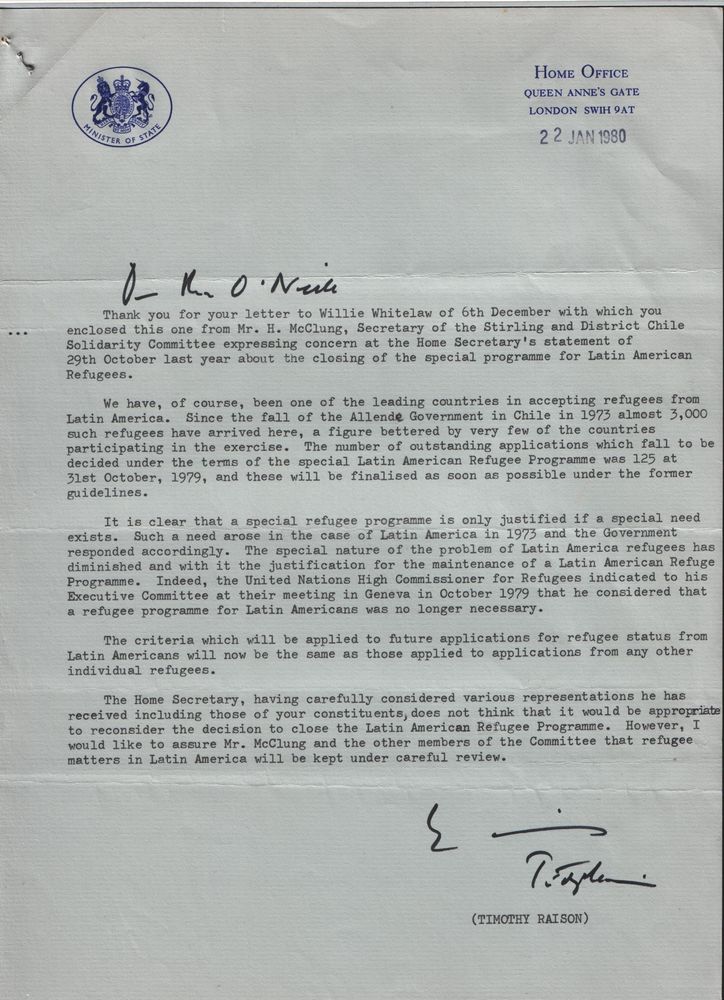 MINISTER OF STATE
HOME OFFICE
QUEEN ANNE'S GATE
LONDON SWIH 9AT
22 JAN 1980
O'Neill
Thank you for your letter to Willie Whitelaw of 6th December with which you
... enclosed this one from Mr. H. McClung, Secretary of the Stirling and District Chile
Solidarity Committee expressing concern at the Home Secretary's statement of
29th October last year about the closing of the special programme for Latin American
Refugees.
We have, of course, been one of the leading countries in accepting refugees from
Latin America. Since the fall of the Allende Government in Chile in 1973 almost 3,000
such refugees have arrived here, a figure bettered by very few of the countries
participating in the exercise. The number of outstanding applications which fall to be
decided under the terms of the special Latin American Refugee Programme was 125 at
31st October, 1979, and these will be finalised as soon as possible under the former
guidelines.
It is clear that a special refugee programme is only justified if a special need
exists. Such a need arose in the case of Latin America in 1973 and the Government
responded accordingly. The special nature of the problem of Latin America refugees has
diminished and with it the justification for the maintenance of a Latin American Refuge
Programme. Indeed, the United Nations High Commissioner for Refugees indicated to his
Executive Committee at their meeting in Geneva in October 1979 that he considered that
a refugee programme for Latin Americans was no longer necessary.
The criteria which will be applied to future applications for refugee status from
Latin Americans will now be the same as those applied to applications from any other
individual refugees.
The Home Secretary, having carefully considered various representations he has
received including those of your constituents, does not think that it would be appropriate
to reconsider the decision to close the Latin American Refugee Programme. However, I
would like to assure Mr. McClung and the other members of the Committee that refugee
matters in Latin America will be kept under careful review.
(TIMOTHY RAISON)